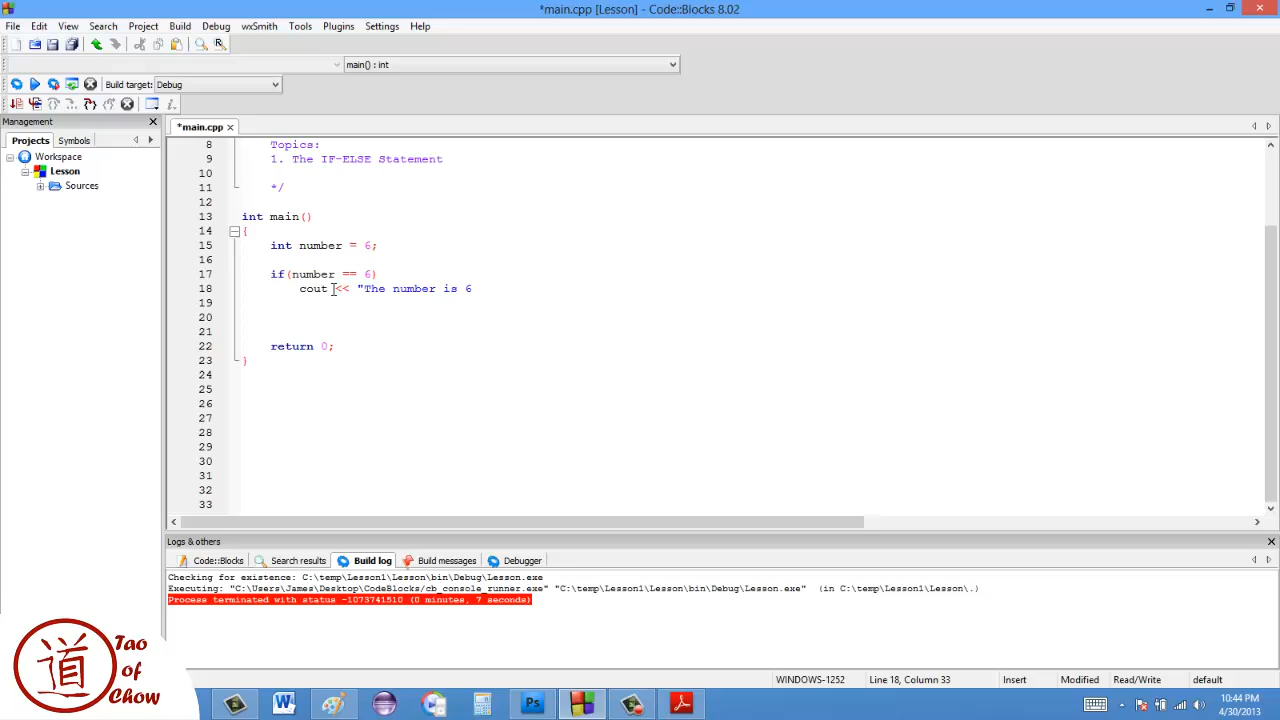 *main.cpp [Lesson] - Code::Blocks 8.02
File Edit View Search Project Build Debug wxSmith Tools Plugins Settings Help
main() : int
Build target: Debug
Management
Projects Symbols
Workspace
Lesson
Sources
*main.cpp
8 Topics:
9 1. The IF-ELSE Statement
10
11 */
12
13 int main()
14 {
15 int number = 6;
16
17 if(number == 6)
18 cout << "The number is 6
19
20
21
22 return 0;
23 }
24
25
26
27
28
29
30
31
32
33
Logs & others
Code::Blocks Search results Build log Build messages Debugger
Checking for existence: C:\temp\Lesson1\Lesson\bin\Debug\Lesson.exe
Executing: "C:\Users\James\Desktop\CodeBlocks/cb_console_runner.exe" "C:\temp\Lesson1\Lesson\bin\Debug\Lesson.exe" (in C:\temp\Lesson1\Lesson\.)
Process terminated with status -1073741510 (0 minutes, 7 seconds)
WINDOWS-1252 Line 18, Column 33 Insert Modified Read/Write default
道
Tao
of
Chow
Ps
10:44 PM
4/30/2013